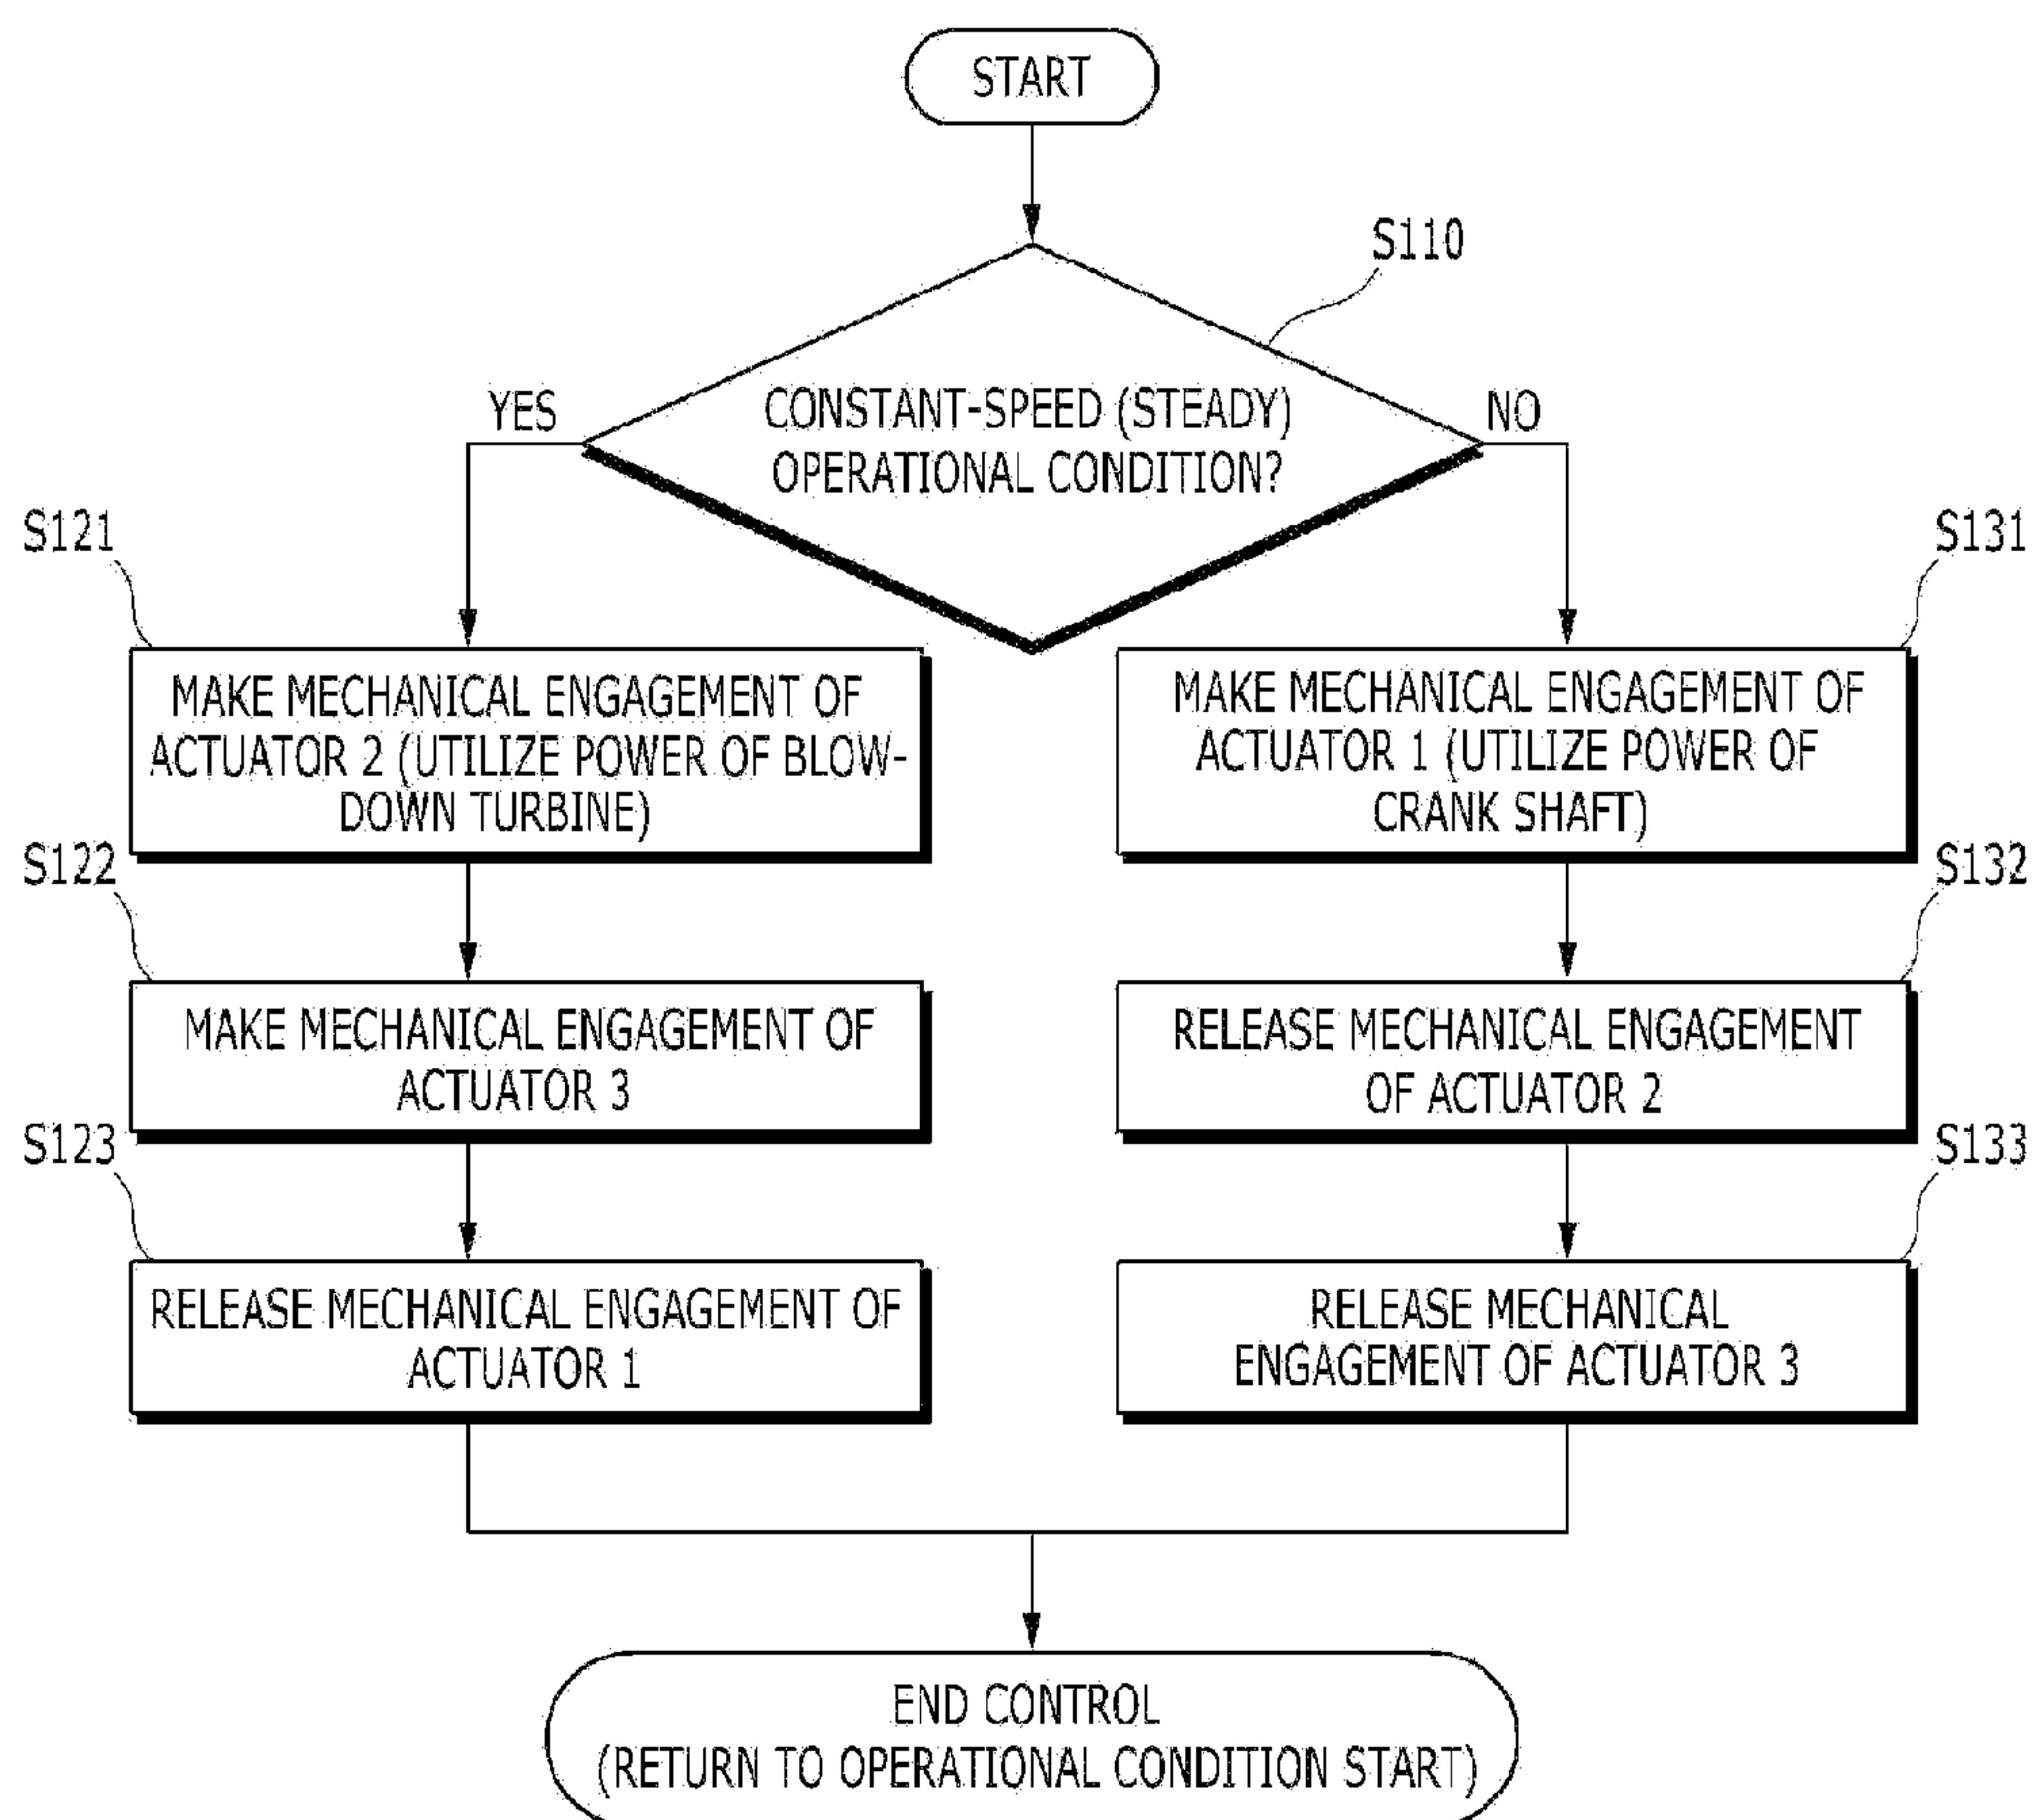 START
S110
YES
CONSTANT-SPEED (STEADY)
OPERATIONAL CONDITION?
NO
S121
MAKE MECHANICAL ENGAGEMENT OF
ACTUATOR 2 (UTILIZE POWER OF BLOW-
DOWN TURBINE)
S131
MAKE MECHANICAL ENGAGEMENT OF
ACTUATOR 1 (UTILIZE POWER OF
CRANK SHAFT)
S122
MAKE MECHANICAL ENGAGEMENT OF
ACTUATOR 3
S132
RELEASE MECHANICAL ENGAGEMENT
OF ACTUATOR 2
S123
RELEASE MECHANICAL ENGAGEMENT OF
ACTUATOR 1
S133
RELEASE MECHANICAL
ENGAGEMENT OF ACTUATOR 3
END CONTROL
(RETURN TO OPERATIONAL CONDITION START)